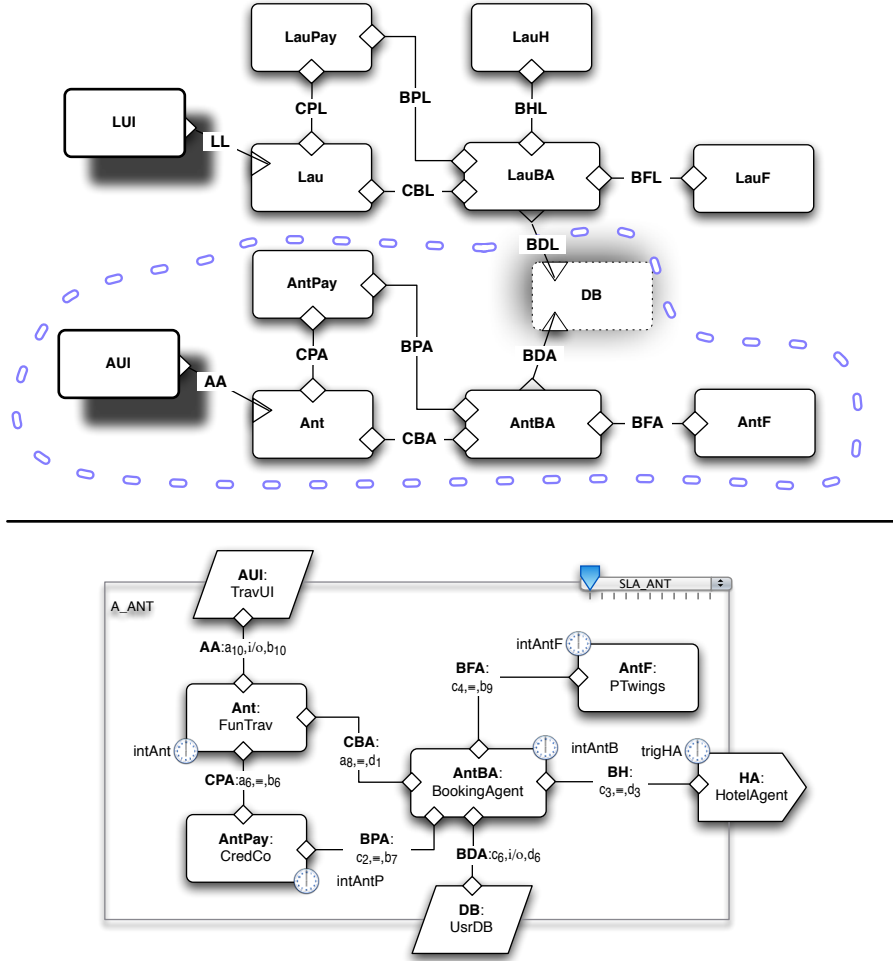 LauPay
LauH
LUI
CPL
BPL
BHL
LL
Lau
CBL
LauBA
BFL
LauF
BDL
AntPay
DB
AUI
CPA
BPA
BDA
AA
Ant
CBA
AntBA
BFA
AntF
AUI:
TravUI
SLA_ANT
A_ANT
AA:a10,i/o,b10
intAntF
BFA:
c4,≡,b9
AntF:
PTwings
Ant:
FunTrav
intAnt
CBA:
a8,≡,d1
intAntB
trigHA
CPA:a6,≡,b6
AntBA:
BookingAgent
BH:
c3,≡,d3
HA:
HotelAgent
AntPay:
CredCo
BPA:
c2,≡,b7
BDA:c6,i/o,d6
intAntP
DB:
UsrDB